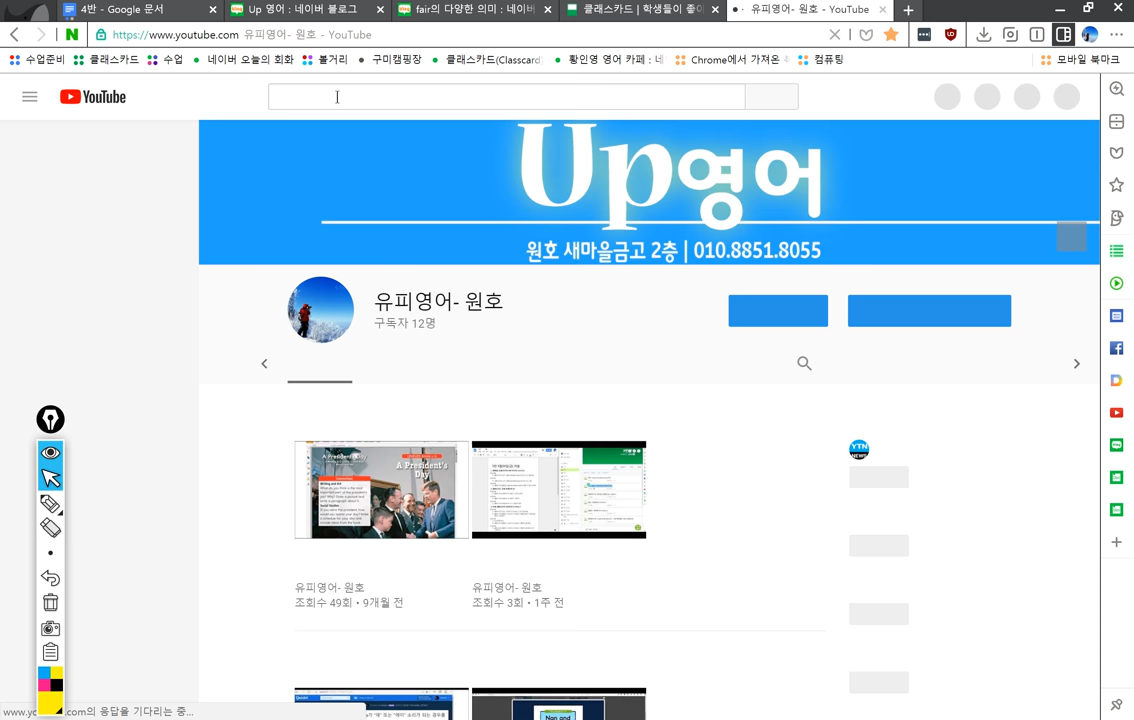 4반 - Google 문서
Up 영어 : 네이버 블로그
fair의 다양한 의미 : 네이버
클래스카드 | 학생들이 좋아
유피영어- 원호 - YouTube
https://www.youtube.com 유피영어- 원호 - YouTube
수업준비 클래스카드 수업 네이버 오늘의 회화 볼러리 구미캠핑장 클래스카드(Classcard) 황인영 영어 카페 : 네 Chrome에서 가져온 컴퓨팅 모바일 북마크
YouTube
Up영어
원호 새마을금고 2층 | 010.8851.8055
유피영어- 원호
구독자 12명
A President's Day
A President's Day
YTN
NEWS
유피영어- 원호
조회수 49회 • 9개월 전
유피영어- 원호
조회수 3회 • 1주 전
Nan and
의 응답을 기다리는 중...